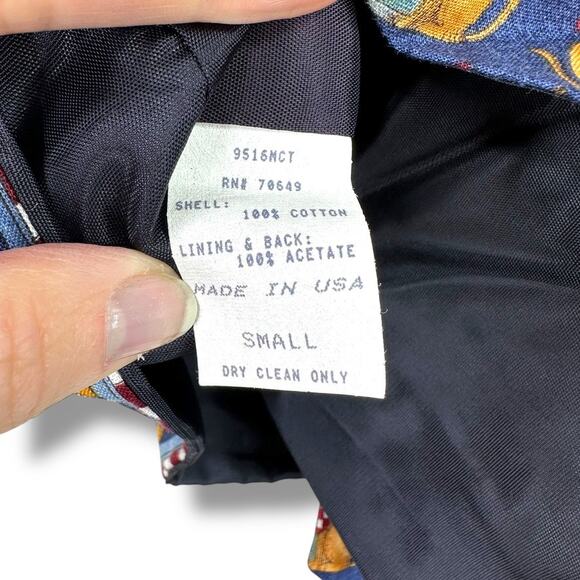 9516MCT
RN# 70649
SHELL: 100% COTTON
LINING & BACK:
100% ACETATE
MADE IN USA
SMALL
DRY CLEAN ONLY